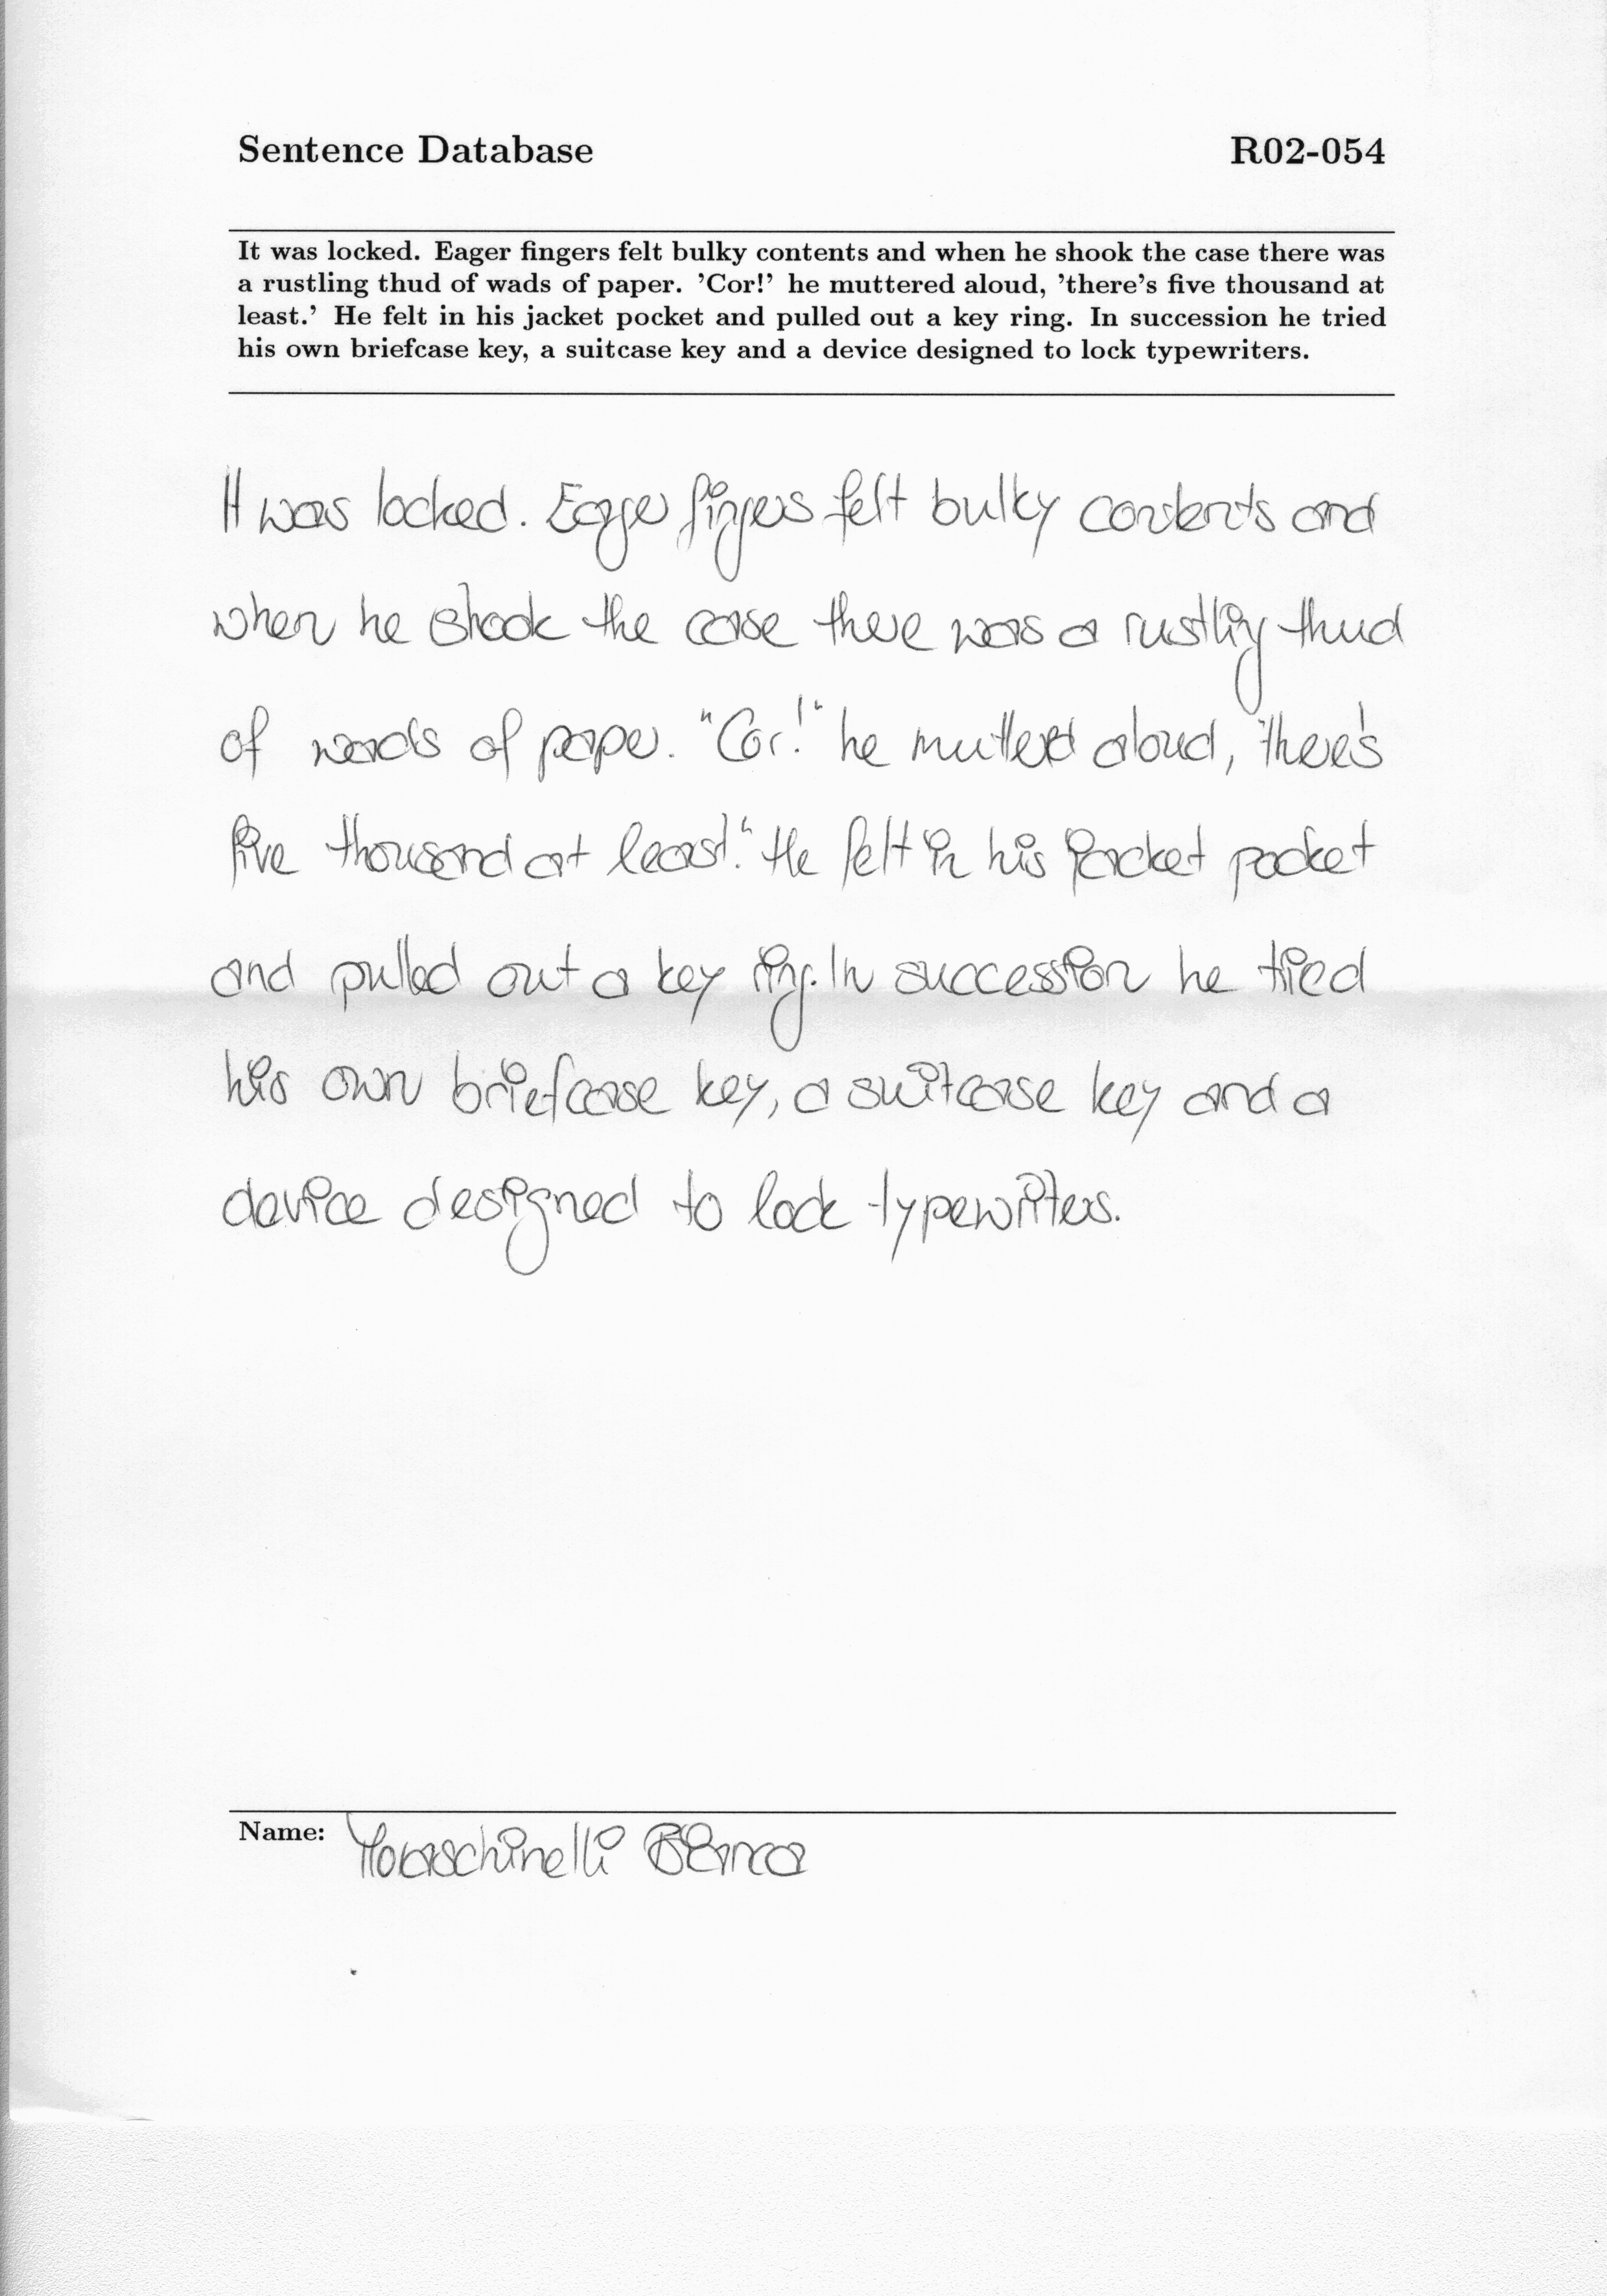 Sentence Database R02-054
It was locked. Eager fingers felt bulky contents and when he shook the case there was
a rustling thud of wads of paper. 'Cor!' he muttered aloud, 'there's five thousand at
least.' He felt in his jacket pocket and pulled out a key ring. In succession he tried
his own briefcase key, a suitcase key and a device designed to lock typewriters.
It was locked. Eager fingers felt bulky contents and
when he shook the case there was a rustling thud
of wads of paper. "Cor!" he muttered aloud, "there's
five thousand at least." He felt in his jacket pocket
and pulled out a key ring. In succession he tried
his own briefcase key, a suitcase key and a
device designed to lock typewriters.
Name: